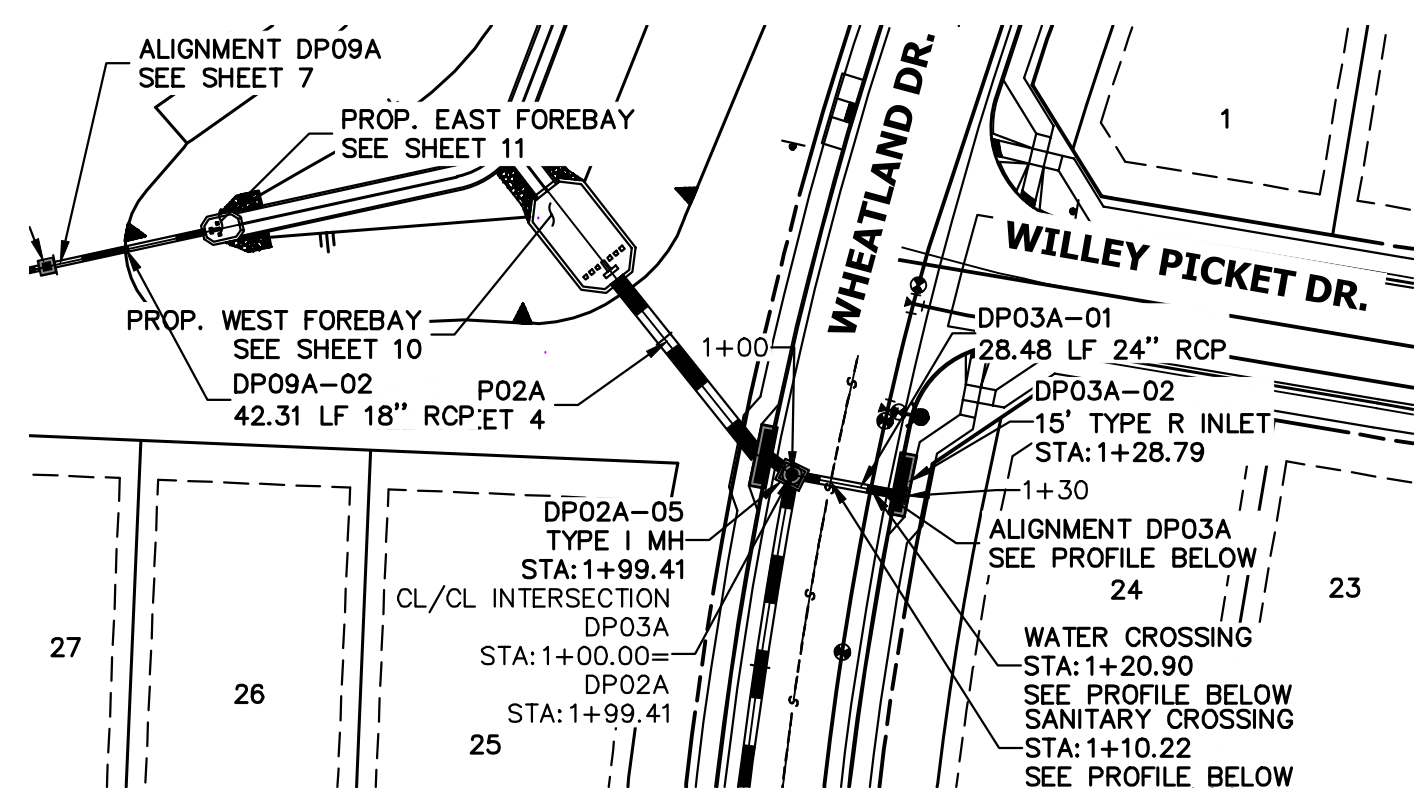 ALIGNMENT DP09A
SEE SHEET 7
PROP. EAST FOREBAY
SEE SHEET 11
WHEATLAND DR.
1
WILLEY PICKET DR.
PROP. WEST FOREBAY
SEE SHEET 10
DP09A-02
42.31 LF 18" RCP
P02A
ET 4
1+00
DP03A-01
28.48 LF 24" RCP
DP03A-02
15' TYPE R INLET
STA:1+28.79
1+30
ALIGNMENT DP03A
SEE PROFILE BELOW
24
23
DP02A-05
TYPE I MH
STA:1+99.41
CL/CL INTERSECTION
DP03A
STA:1+00.00=
DP02A
STA:1+99.41
27
26
25
WATER CROSSING
STA:1+20.90
SEE PROFILE BELOW
SANITARY CROSSING
STA:1+10.22
SEE PROFILE BELOW
S
S
S
S